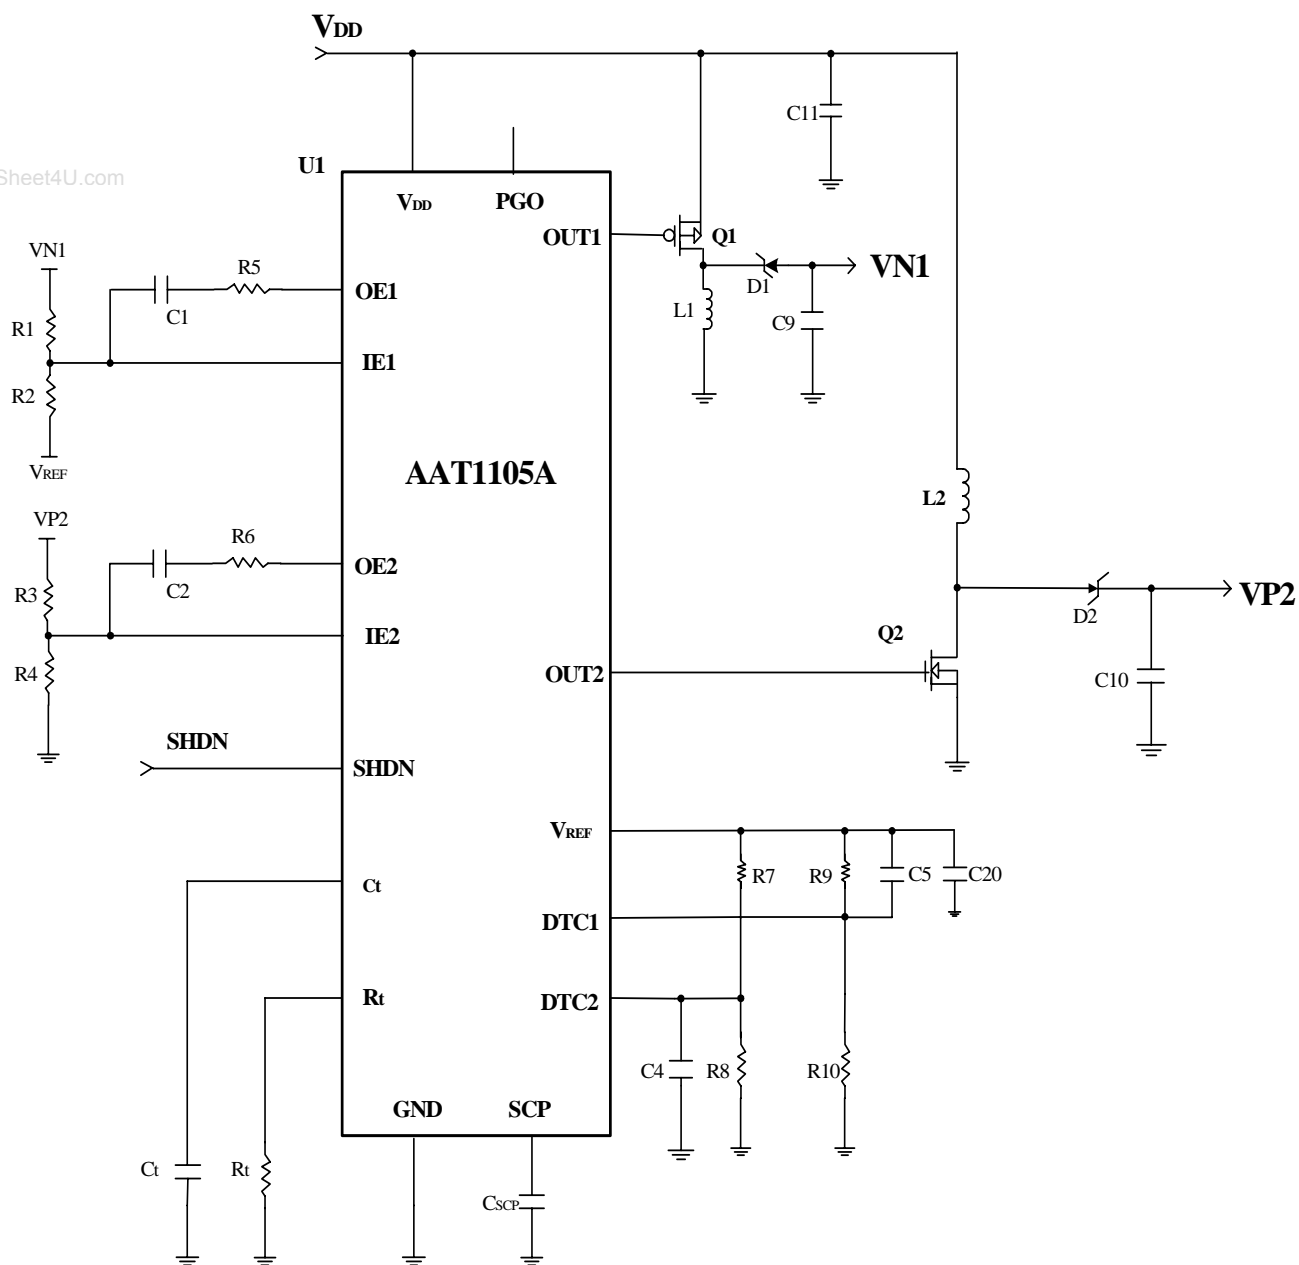 VDD
C11
Sheet4U.com
U1
VDD
PGO
OUT1
Q1
VN1
VN1
R5
OE1
D1
C1
L1
C9
R1
IE1
R2
VREF
AAT1105A
L2
VP2
R6
OE2
C2
R3
D2
VP2
IE2
Q2
R4
OUT2
C10
SHDN
SHDN
VREF
R7
R9
C5
C20
Ct
DTC1
Rt
DTC2
C4
R8
R10
GND
SCP
Ct
Rt
CSCP